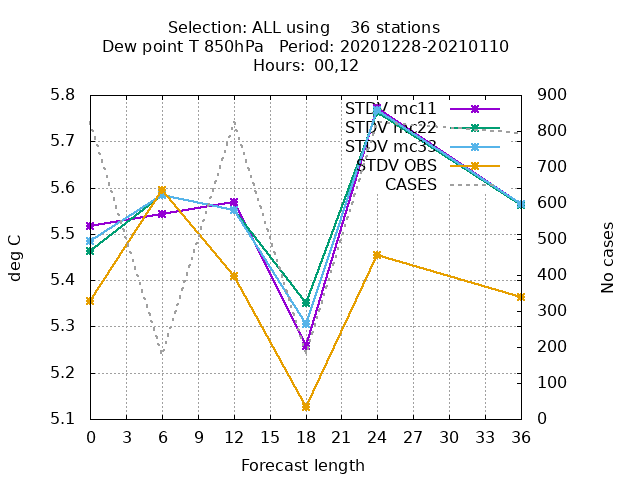 Selection: ALL using    36 stations
Dew point T 850hPa   Period: 20201228-20210110
Hours:  00,12
5.8
5.7
5.6
5.5
5.4
5.3
5.2
5.1
900
800
700
600
500
400
300
200
100
0
deg C
No cases
STDV mc11
STDV mc22
STDV mc33
STDV OBS
CASES
0 3 6 9 12 15 18 21 24 27 30 33 36
Forecast length